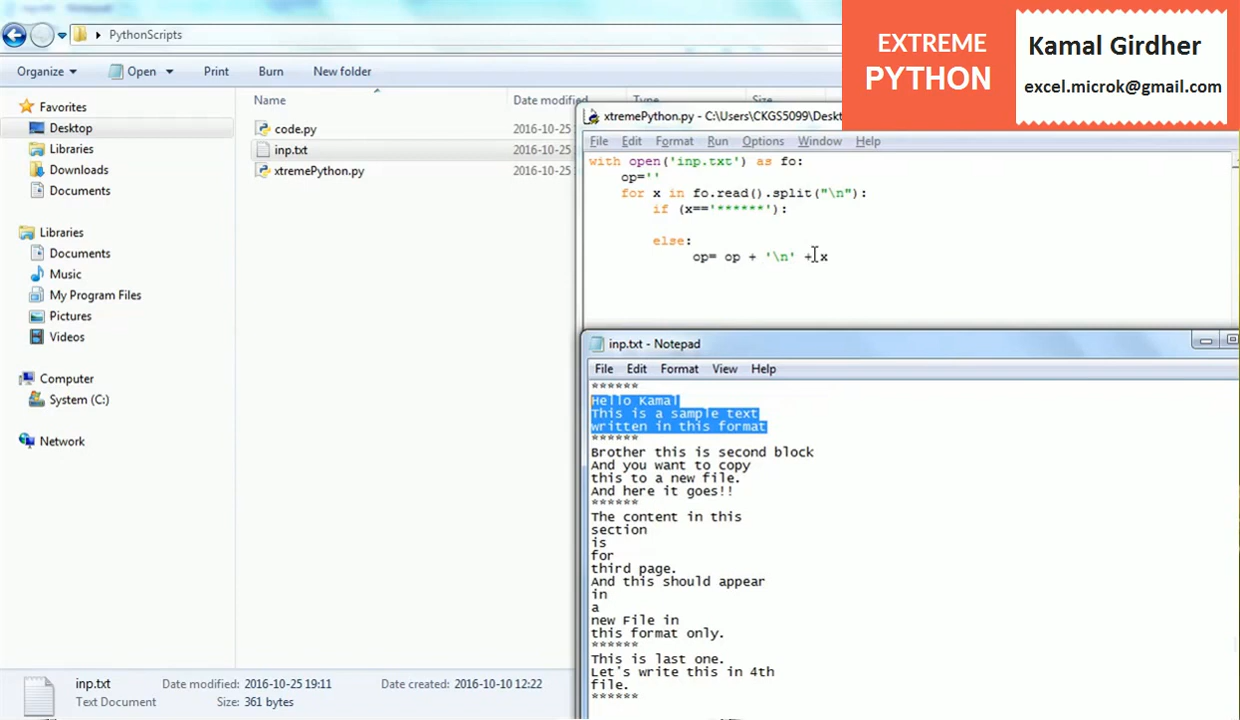 PythonScripts
EXTREME
PYTHON
Kamal Girdher
excel.microk@gmail.com
Organize Open Print Burn New folder
Favorites
Desktop
Libraries
Downloads
Documents
Libraries
Documents
Music
My Program Files
Pictures
Videos
Computer
System (C:)
Network
Name Date modified Type Size
code.py 2016-10-25
inp.txt 2016-10-25
xtremePython.py 2016-10-25
xtremePython.py - C:\Users\CKGS5099\Deskt
File Edit Format Run Options Window Help
with open('inp.txt') as fo:
op=''
for x in fo.read().split("\n"):
if (x=='******'):
else:
op= op + '\n' + x
inp.txt - Notepad
File Edit Format View Help
******
Hello Kamal
This is a sample text
written in this format
******
Brother this is second block
And you want to copy
this to a new file.
And here it goes!!
******
The content in this
section
is
for
third page.
And this should appear
in
a
new File in
this format only.
******
This is last one.
Let's write this in 4th
file.
******
inp.txt Date modified: 2016-10-25 19:11 Date created: 2016-10-10 12:22
Text Document Size: 361 bytes